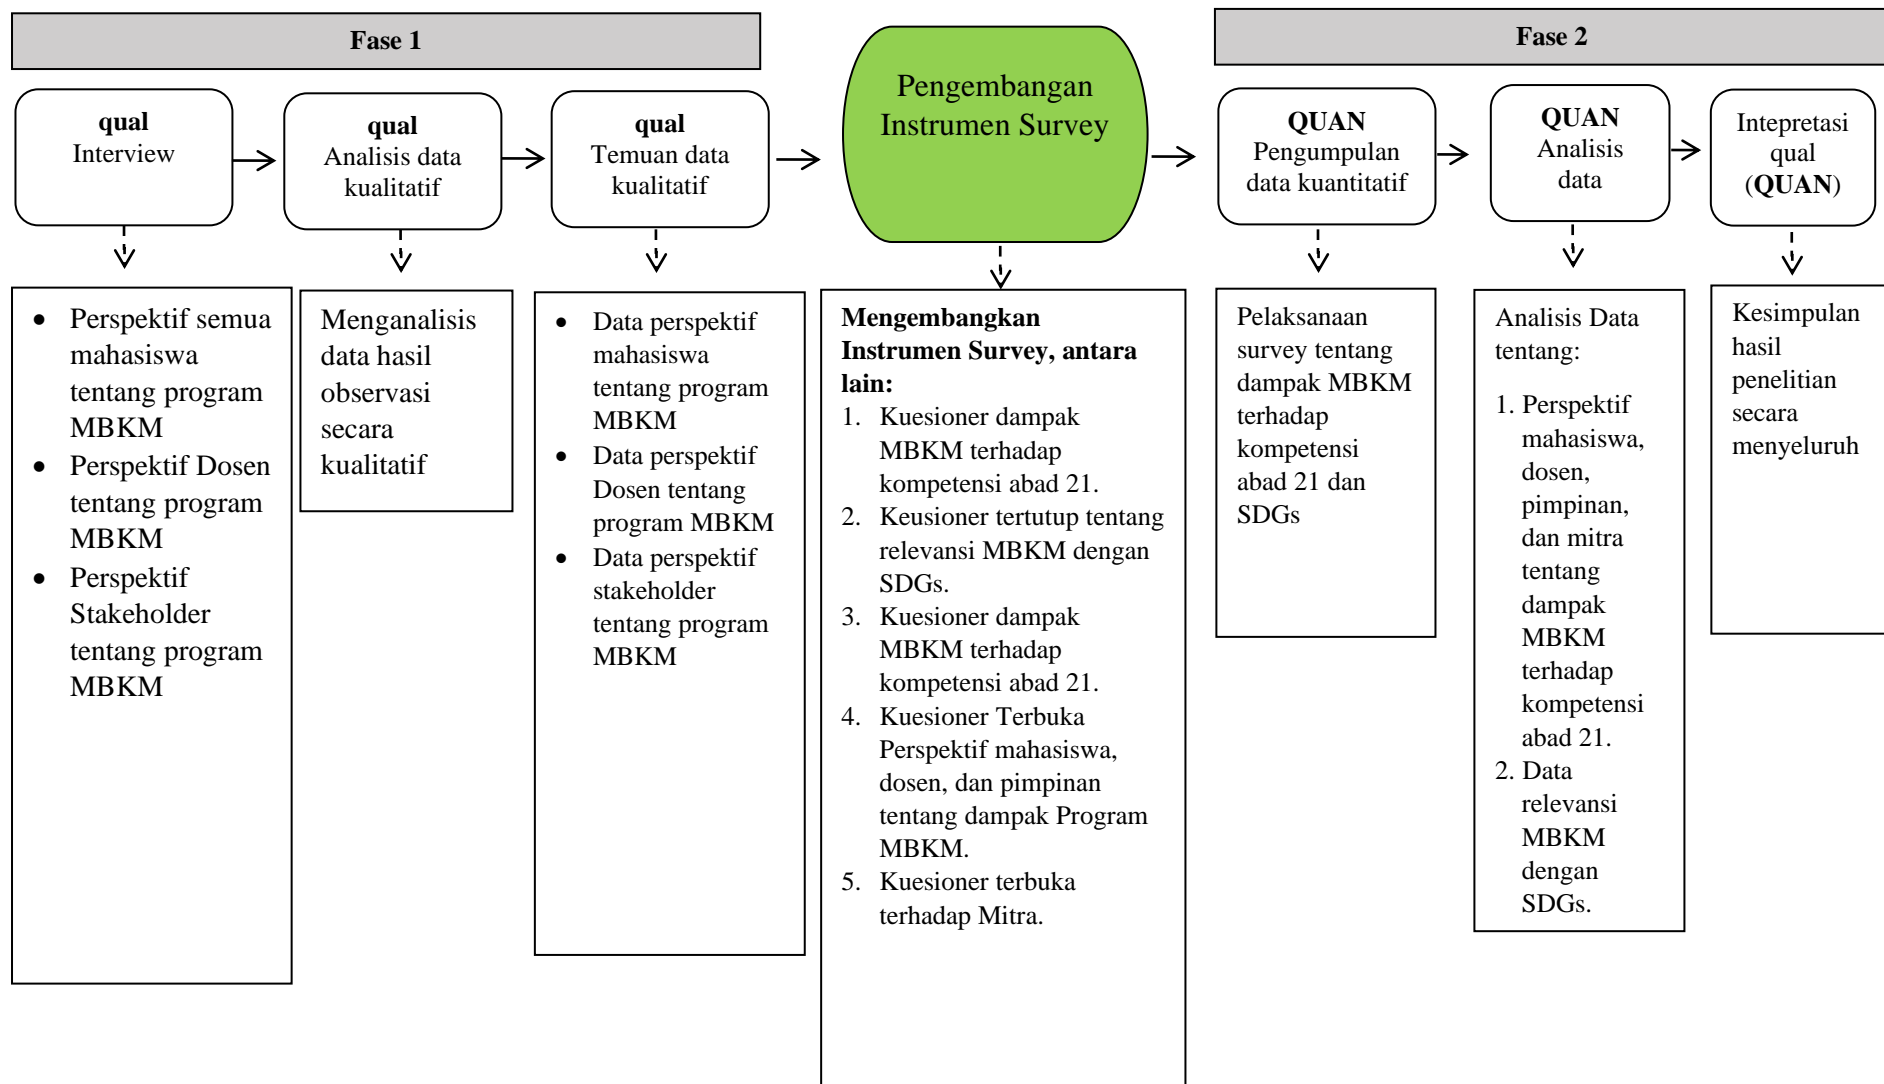 Fase 1
Fase 2
qual
Interview
qual
Analisis data
kualitatif
qual
Temuan data
kualitatif
Pengembangan
Instrumen Survey
QUAN
Pengumpulan
data kuantitatif
QUAN
Analisis
data
Intepretasi
qual
(QUAN)
• Perspektif semua
mahasiswa
tentang program
MBKM
• Perspektif Dosen
tentang program
MBKM
• Perspektif
Stakeholder
tentang program
MBKM
Menganalisis
data hasil
observasi
secara
kualitatif
• Data perspektif
mahasiswa
tentang program
MBKM
• Data perspektif
Dosen tentang
program MBKM
• Data perspektif
stakeholder
tentang program
MBKM
Mengembangkan
Instrumen Survey, antara
lain:
1. Kuesioner dampak
MBKM terhadap
kompetensi abad 21.
2. Keusioner tertutup tentang
relevansi MBKM dengan
SDGs.
3. Kuesioner dampak
MBKM terhadap
kompetensi abad 21.
4. Kuesioner Terbuka
Perspektif mahasiswa,
dosen, dan pimpinan
tentang dampak Program
MBKM.
5. Kuesioner terbuka
terhadap Mitra.
Pelaksanaan
survey tentang
dampak MBKM
terhadap
kompetensi
abad 21 dan
SDGs
Analisis Data
tentang:
1. Perspektif
mahasiswa,
dosen,
pimpinan,
dan mitra
tentang
dampak
MBKM
terhadap
kompetensi
abad 21.
2. Data
relevansi
MBKM
dengan
SDGs.
Kesimpulan
hasil
penelitian
secara
menyeluruh